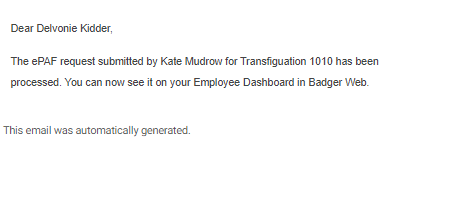 Dear Delvonie Kidder,
The ePAF request submitted by Kate Mudrow for Transfiguation 1010 has been
processed. You can now see it on your Employee Dashboard in Badger Web.
This email was automatically generated.